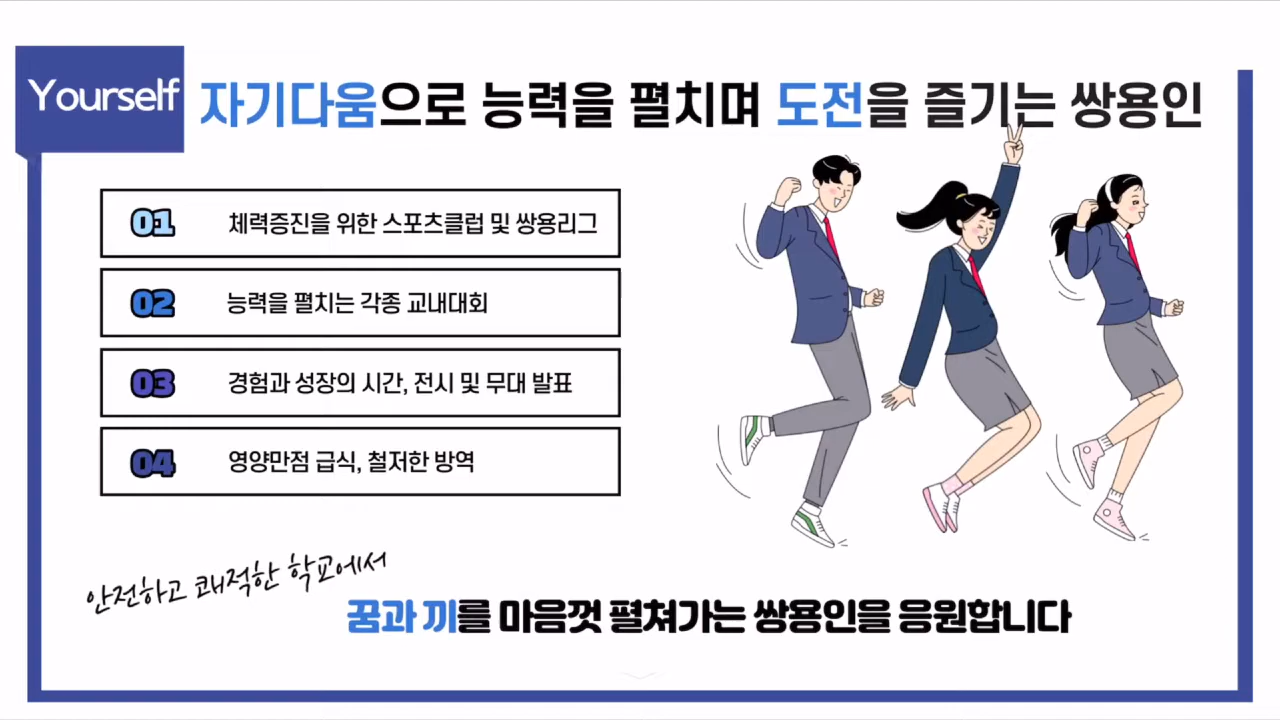 Yourself
자기다움으로 능력을 펼치며 도전을 즐기는 쌍용인
01 체력증진을 위한 스포츠클럽 및 쌍용리그
02 능력을 펼치는 각종 교내대회
03 경험과 성장의 시간, 전시 및 무대 발표
04 영양만점 급식, 철저한 방역
안전하고 쾌적한 학교에서
꿈과 끼를 마음껏 펼쳐가는 쌍용인을 응원합니다